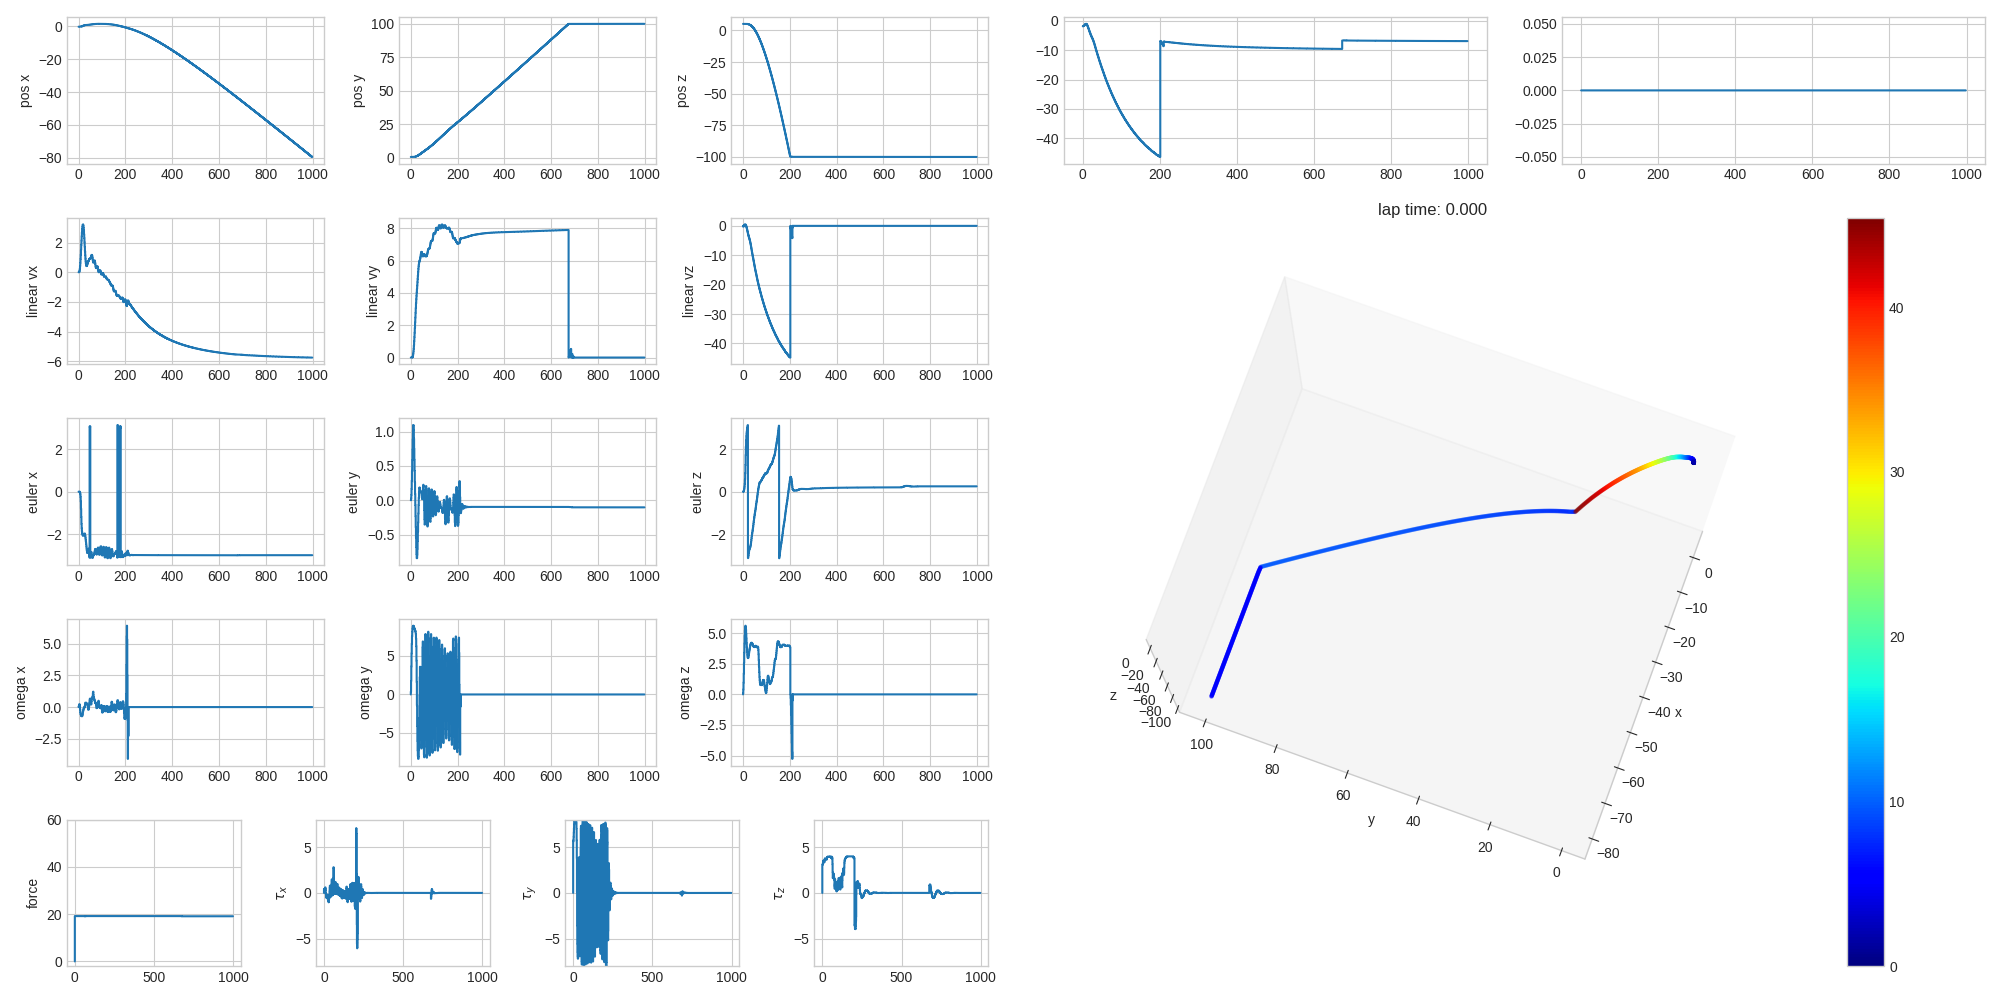 pos x
0
−20
−40
−60
−80
0 200 400 600 800 1000
pos y
100
75
50
25
0
0 200 400 600 800 1000
pos z
0
−25
−50
−75
−100
0 200 400 600 800 1000
0
−10
−20
−30
−40
0 200 400 600 800 1000
0.050
0.025
0.000
−0.025
−0.050
0 200 400 600 800 1000
linear vx
2
0
−2
−4
−6
0 200 400 600 800 1000
linear vy
8
6
4
2
0
0 200 400 600 800 1000
linear vz
0
−10
−20
−30
−40
0 200 400 600 800 1000
euler x
2
0
−2
0 200 400 600 800 1000
euler y
1.0
0.5
0.0
−0.5
0 200 400 600 800 1000
euler z
2
0
−2
0 200 400 600 800 1000
omega x
5.0
2.5
0.0
−2.5
0 200 400 600 800 1000
omega y
5
0
−5
0 200 400 600 800 1000
omega z
5.0
2.5
0.0
−2.5
−5.0
0 200 400 600 800 1000
force
60
40
20
0
0 500 1000
τx
5
0
−5
0 500 1000
τy
5
0
−5
0 500 1000
τz
5
0
−5
0 500 1000
lap time: 0.000
z
0
−20
−40
−60
−80
−100
100
80
60
40
20
0
y
0
−10
−20
−30
−40
−50
−60
−70
−80
x
40
30
20
10
0